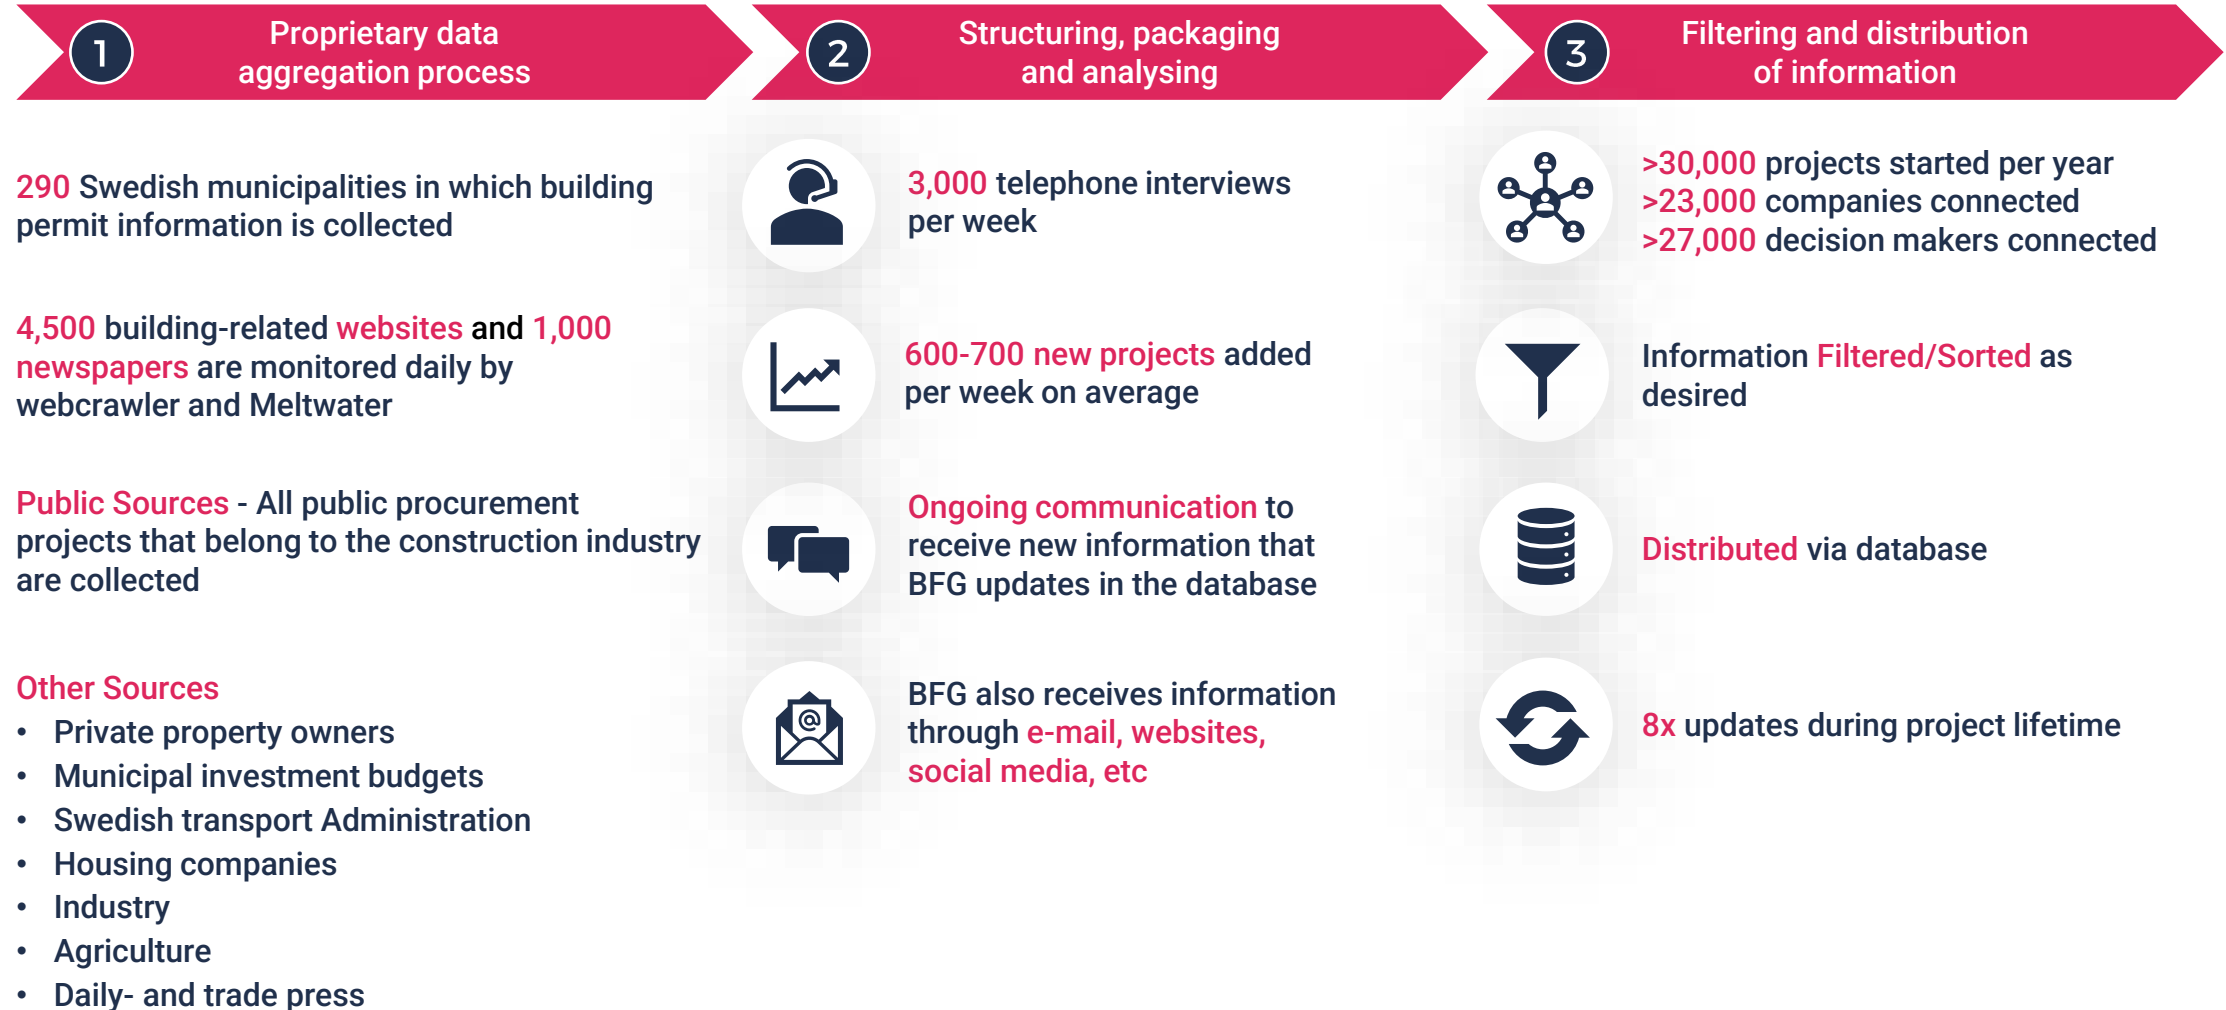 1
Proprietary data
aggregation process
290 Swedish municipalities in which building
permit information is collected
4,500 building-related websites and 1,000
newspapers are monitored daily by
webcrawler and Meltwater
Public Sources - All public procurement
projects that belong to the construction industry
are collected
Other Sources
• Private property owners
• Municipal investment budgets
• Swedish transport Administration
• Housing companies
• Industry
• Agriculture
• Daily- and trade press
2
Structuring, packaging
and analysing
3,000 telephone interviews
per week
600-700 new projects added
per week on average
Ongoing communication to
receive new information that
BFG updates in the database
@
BFG also receives information
through e-mail, websites,
social media, etc
3
Filtering and distribution
of information
>30,000 projects started per year
>23,000 companies connected
>27,000 decision makers connected
Information Filtered/Sorted as
desired
Distributed via database
8x updates during project lifetime